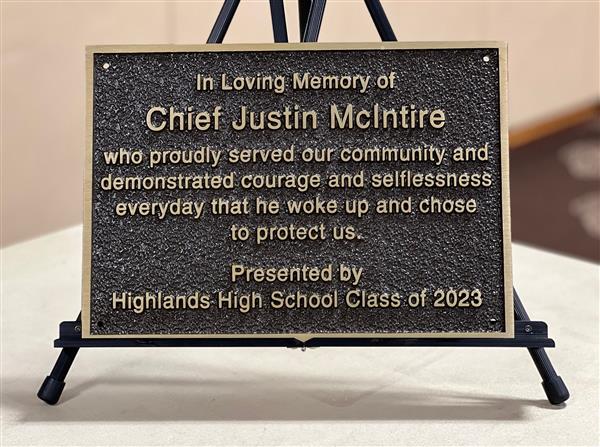 In Loving Memory of
Chief Justin McIntire
who proudly served our community and
demonstrated courage and selflessness
everyday that he woke up and chose
to protect us.
Presented by
Highlands High School Class of 2023